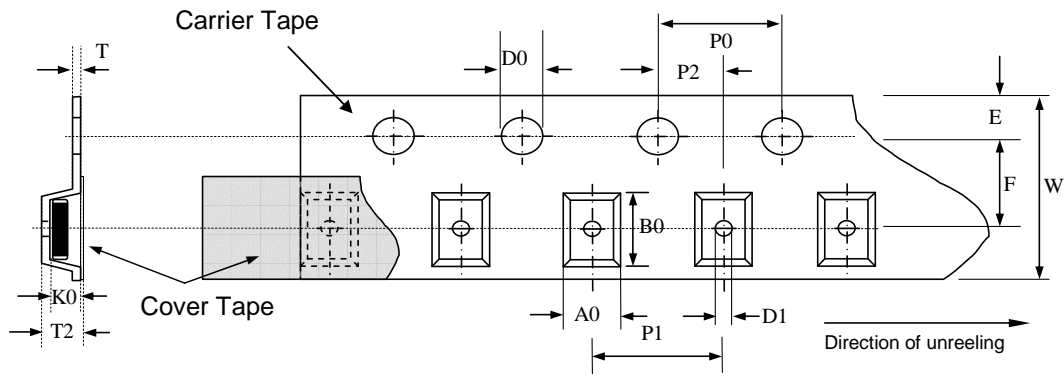 Carrier Tape
T
D0
P0
P2
E
W
F
B0
K0
Cover Tape
T2
A0
P1
D1
Direction of unreeling